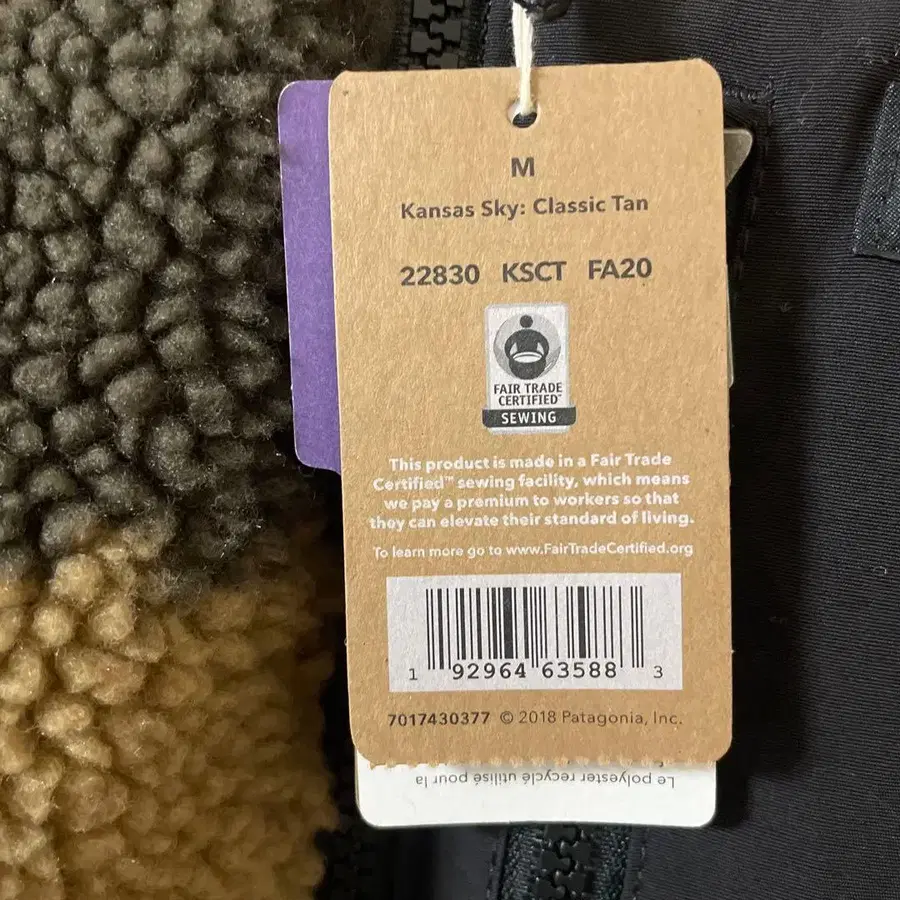 M
Kansas Sky: Classic Tan
22830 KSCT FA20
FAIR TRADE
CERTIFIED™
SEWING
This product is made in a Fair Trade
Certified™ sewing facility, which means
we pay a premium to workers so that
they can elevate their standard of living.
To learn more go to www.FairTradeCertified.org
1 92964 63588 3
7017430377 © 2018 Patagonia, Inc.
Le polyester recyclé utilisé pour la